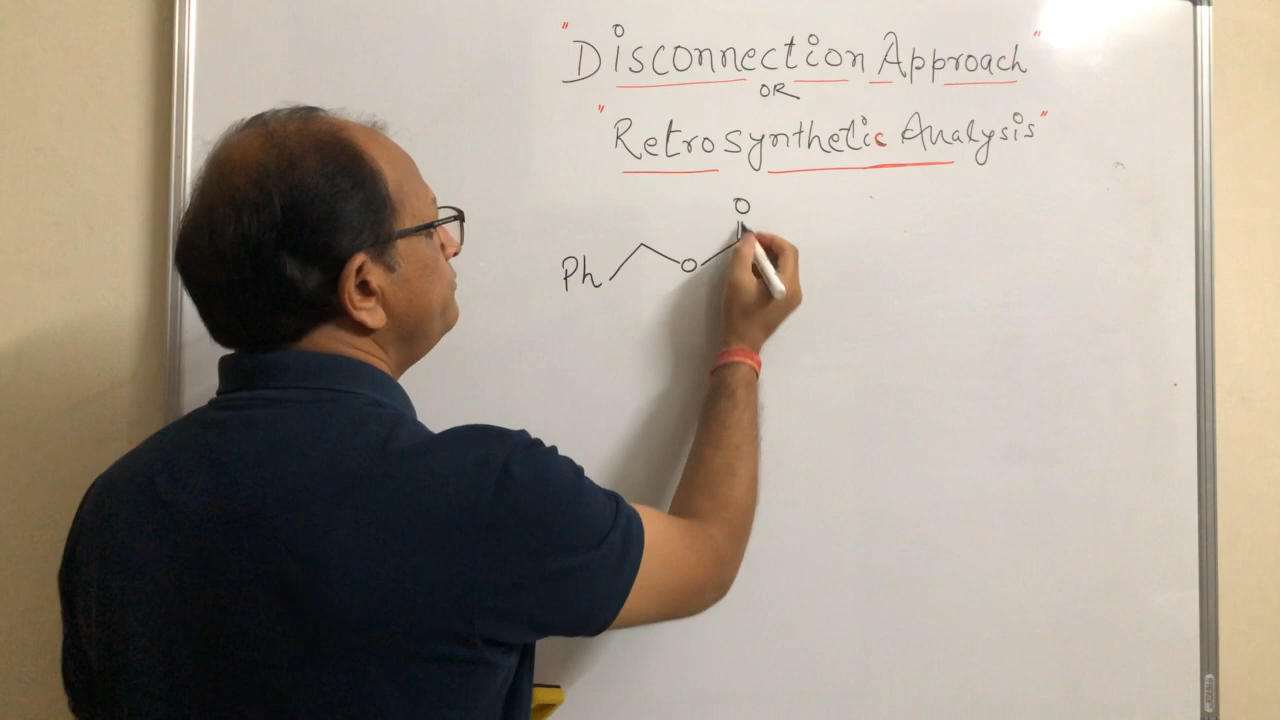 "Disconnection Approach"
OR
"Retrosynthetic Analysis"
O
Ph O